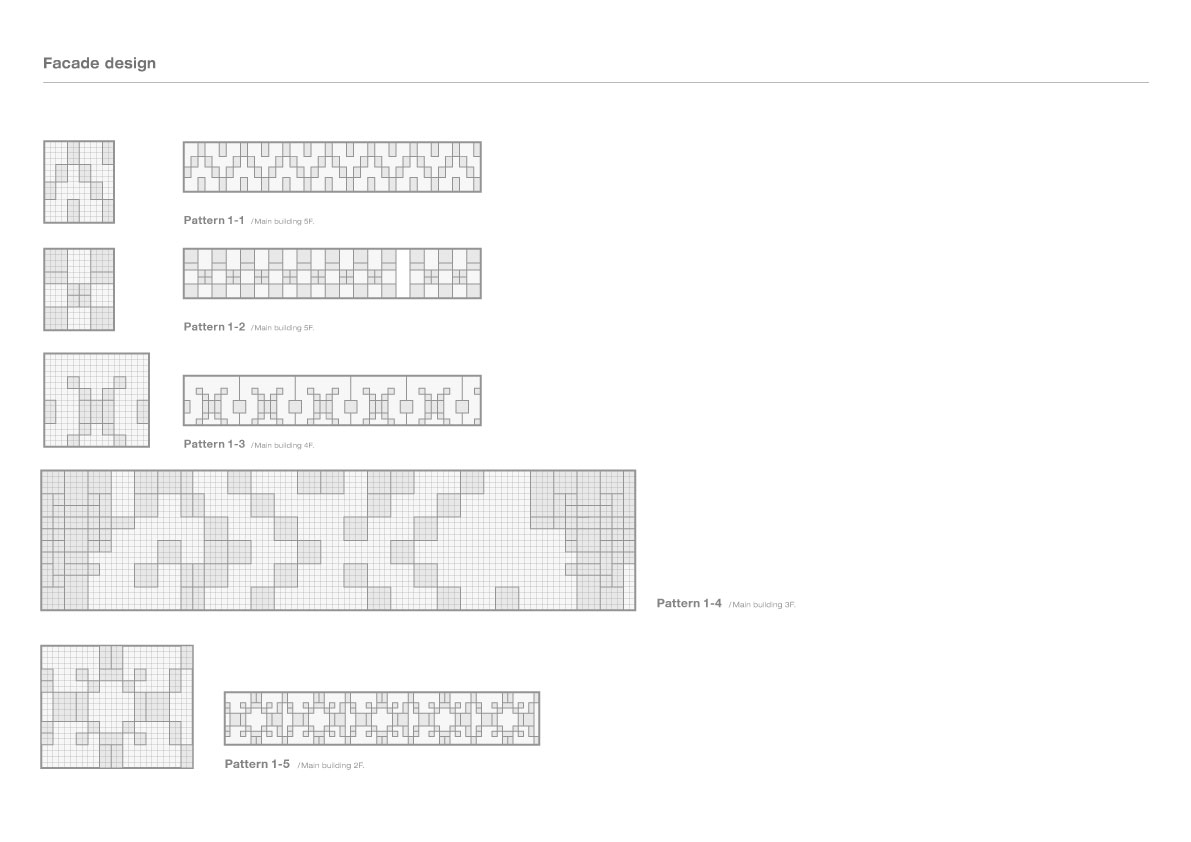 Facade design
Pattern 1-1 /Main building 5F.
Pattern 1-2 /Main building 5F.
Pattern 1-3 /Main building 4F.
Pattern 1-4 /Main building 3F.
Pattern 1-5 /Main building 2F.